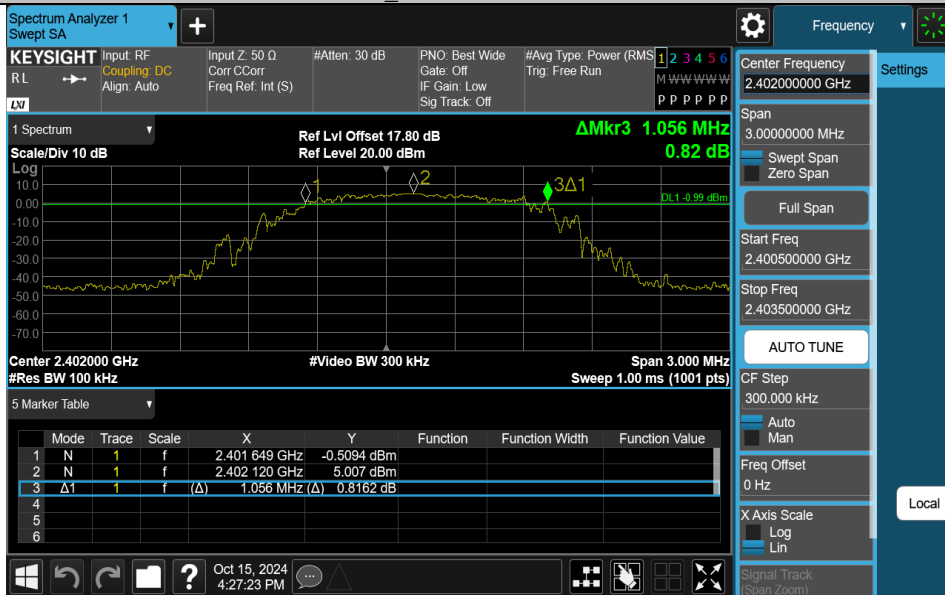 Spectrum Analyzer 1
Swept SA
+
Frequency
KEYSIGHT
RL
LXI
Input: RF
Coupling: DC
Align: Auto
Input Z: 50 Ω
Corr CCorr
Freq Ref: Int (S)
#Atten: 30 dB
PNO: Best Wide
Gate: Off
IF Gain: Low
Sig Track: Off
#Avg Type: Power (RMS
Trig: Free Run
1 2 3 4 5 6
M W W W W W
P P P P P P
1 Spectrum
Scale/Div 10 dB
Ref Lvl Offset 17.80 dB
Ref Level 20.00 dBm
ΔMkr3 1.056 MHz
0.82 dB
Log
10.0
0.00
-10.0
-20.0
-30.0
-40.0
-50.0
-60.0
-70.0
1
2
3Δ1
DL1 -0.99 dBm
Center 2.402000 GHz
#Video BW 300 kHz
Span 3.000 MHz
#Res BW 100 kHz
Sweep 1.00 ms (1001 pts)
5 Marker Table
Mode Trace Scale X Y Function Function Width Function Value
1 N 1 f 2.401 649 GHz -0.5094 dBm
2 N 1 f 2.402 120 GHz 5.007 dBm
3 Δ1 1 f (Δ) 1.056 MHz (Δ) 0.8162 dB
4
5
6
?
Oct 15, 2024
4:27:23 PM
Center Frequency
2.402000000 GHz
Settings
Span
3.00000000 MHz
Swept Span
Zero Span
Full Span
Start Freq
2.400500000 GHz
Stop Freq
2.403500000 GHz
AUTO TUNE
CF Step
300.000 kHz
Auto
Man
Freq Offset
0 Hz
Local
X Axis Scale
Log
Lin
Signal Track
(Span Zoom)